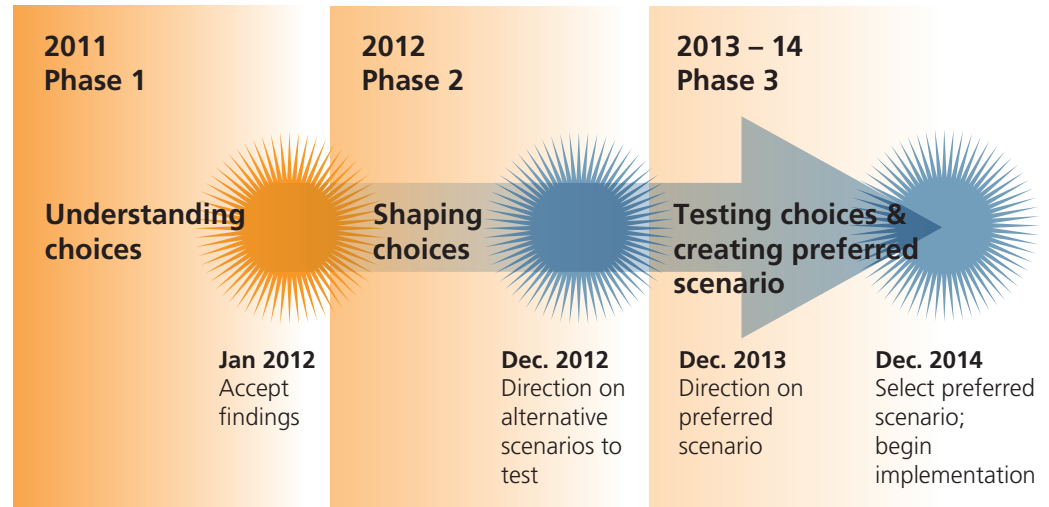 2011
Phase 1
Understanding
choices
Jan 2012
Accept
findings
2012
Phase 2
Shaping
choices
Dec. 2012
Direction on
alternative
scenarios to
test
2013 – 14
Phase 3
Testing choices &
creating preferred
scenario
Dec. 2013
Direction on
preferred
scenario
Dec. 2014
Select preferred
scenario;
begin
implementation